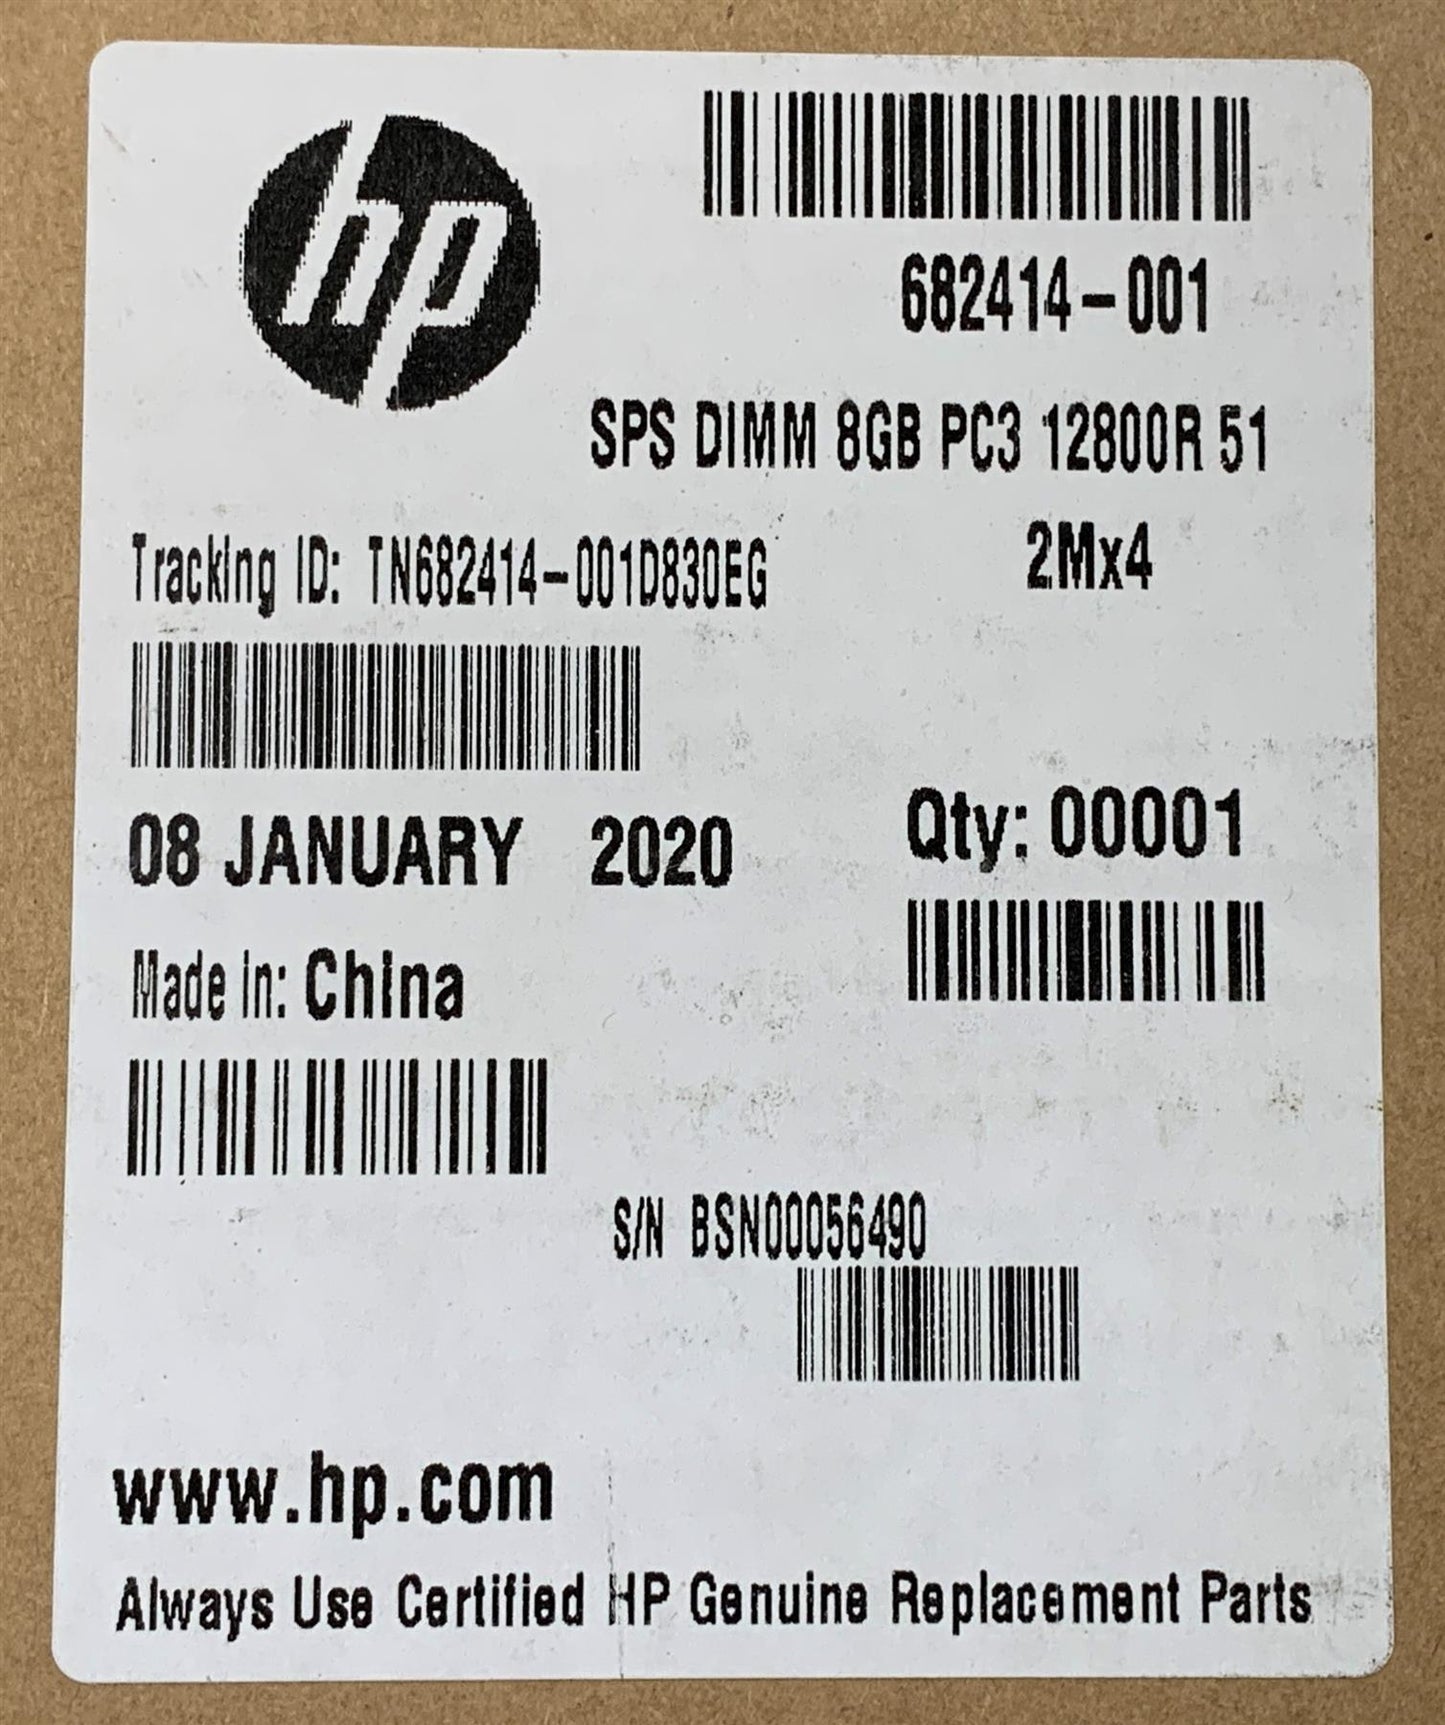 hp
682414-001
SPS DIMM 8GB PC3 12800R 51
2Mx4
Tracking ID: TN682414-001D830EG
08 JANUARY 2020
Qty: 00001
Made in: China
S/N BSN00056490
www.hp.com
Always Use Certified HP Genuine Replacement Parts